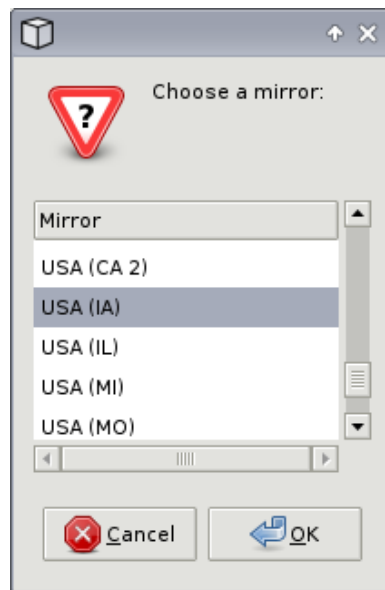 ?
Choose a mirror:
Mirror
USA (CA 2)
USA (IA)
USA (IL)
USA (MI)
USA (MO)
Cancel
OK